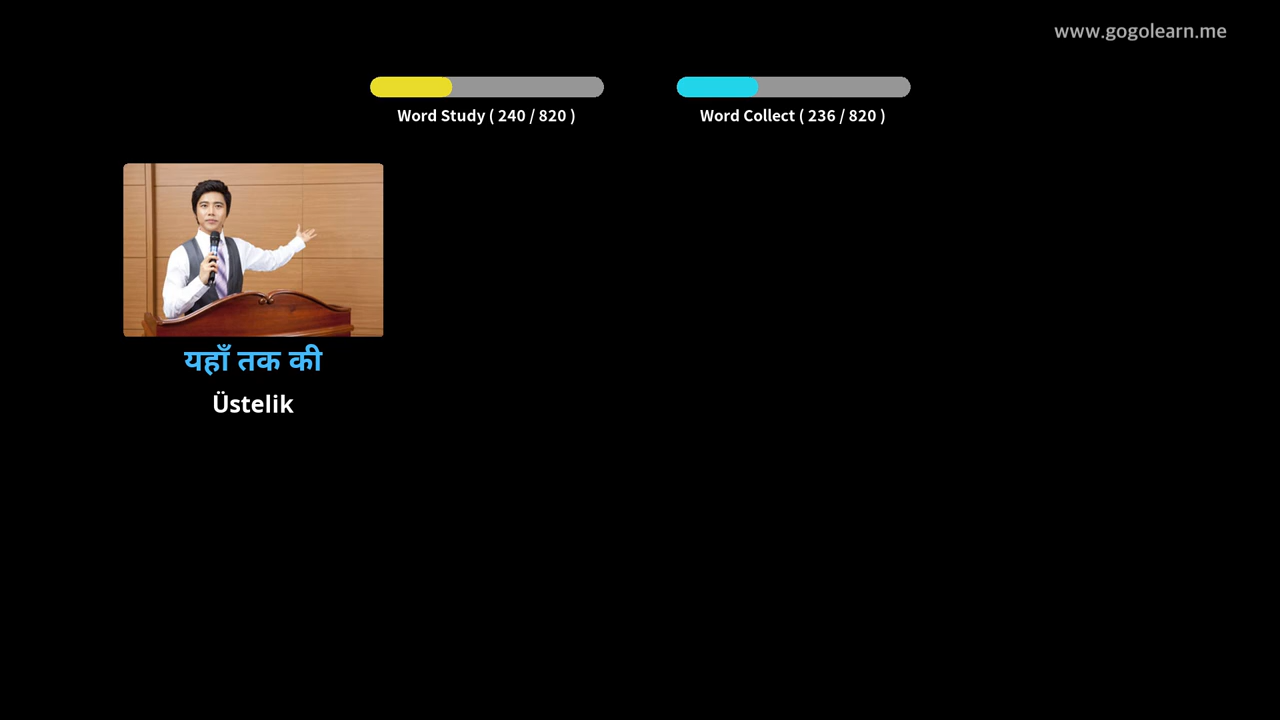 www.gogolearn.me
Word Study ( 240 / 820 )
Word Collect ( 236 / 820 )
यहाँ तक की
Üstelik